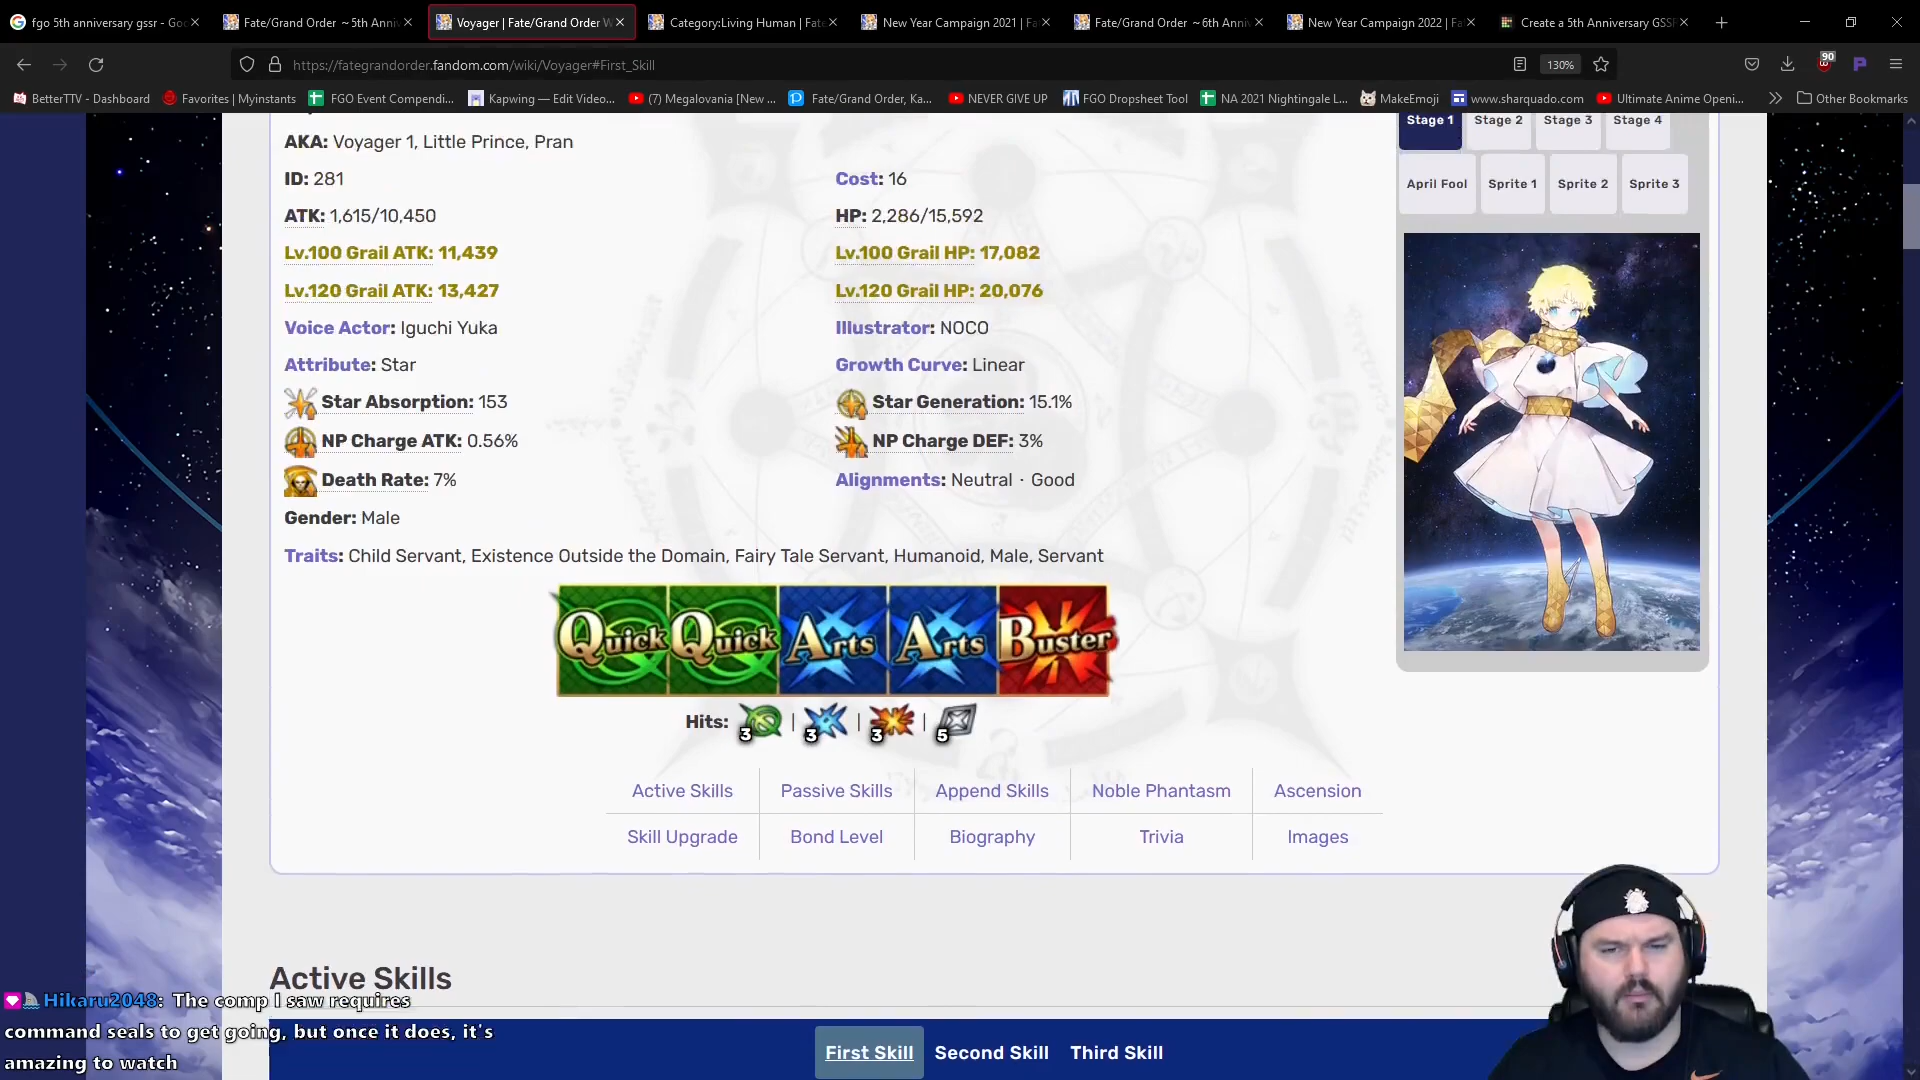 fgo 5th anniversary gssr - Goo
Fate/Grand Order ~5th Anniv
Voyager | Fate/Grand Order W
Category:Living Human | Fate
New Year Campaign 2021 | Fa
Fate/Grand Order ~6th Anniv
New Year Campaign 2022 | Fa
Create a 5th Anniversary GSSR
https://fategrandorder.fandom.com/wiki/Voyager#First_Skill
130%
90
BetterTTV - Dashboard
Favorites | Myinstants
FGO Event Compendi...
Kapwing — Edit Video...
(7) Megalovania [New ...
Fate/Grand Order, Ka...
NEVER GIVE UP
FGO Dropsheet Tool
NA 2021 Nightingale L...
MakeEmoji
www.sharquado.com
Ultimate Anime Openi...
Other Bookmarks
Stage 1 Stage 2 Stage 3 Stage 4
April Fool Sprite 1 Sprite 2 Sprite 3
AKA: Voyager 1, Little Prince, Pran
ID: 281 Cost: 16
ATK: 1,615/10,450 HP: 2,286/15,592
Lv.100 Grail ATK: 11,439 Lv.100 Grail HP: 17,082
Lv.120 Grail ATK: 13,427 Lv.120 Grail HP: 20,076
Voice Actor: Iguchi Yuka Illustrator: NOCO
Attribute: Star Growth Curve: Linear
Star Absorption: 153 Star Generation: 15.1%
NP Charge ATK: 0.56% NP Charge DEF: 3%
Death Rate: 7% Alignments: Neutral · Good
Gender: Male
Traits: Child Servant, Existence Outside the Domain, Fairy Tale Servant, Humanoid, Male, Servant
Quick Quick Arts Arts Buster
Hits: 3 | 3 | 3 | 5
Active Skills Passive Skills Append Skills Noble Phantasm Ascension
Skill Upgrade Bond Level Biography Trivia Images
Active Skills
First Skill Second Skill Third Skill
Hikaru2048: The comp I saw requires
command seals to get going, but once it does, it's
amazing to watch